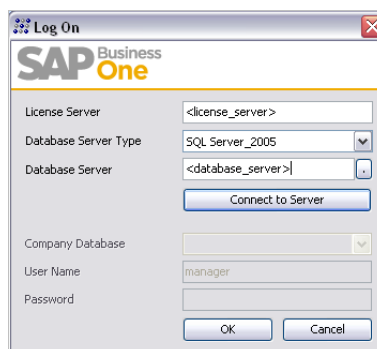 Log On
SAP Business One
License Server <license_server>
Database Server Type SQL Server_2005
Database Server <database_server>
.
Connect to Server
Company Database
User Name manager
Password
OK Cancel